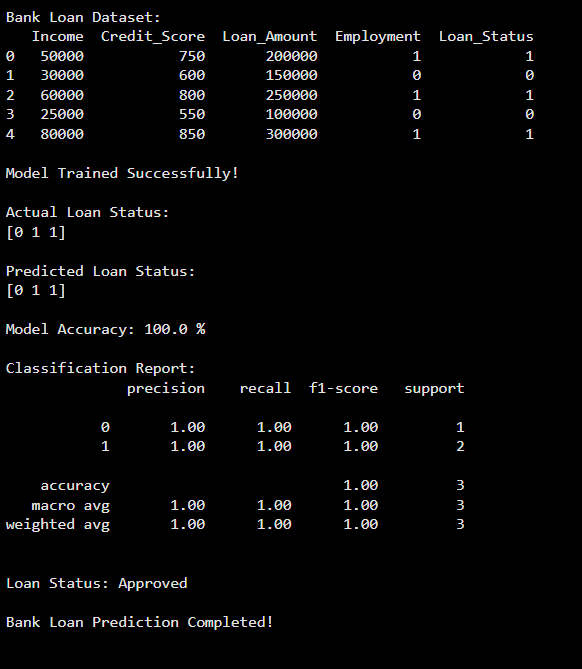 Bank Loan Dataset:
   Income  Credit_Score  Loan_Amount  Employment  Loan_Status
0   50000           750       200000           1            1
1   30000           600       150000           0            0
2   60000           800       250000           1            1
3   25000           550       100000           0            0
4   80000           850       300000           1            1
Model Trained Successfully!
Actual Loan Status:
[0 1 1]
Predicted Loan Status:
[0 1 1]
Model Accuracy: 100.0 %
Classification Report:
              precision    recall  f1-score   support
           0       1.00      1.00      1.00         1
           1       1.00      1.00      1.00         2
    accuracy                           1.00         3
   macro avg       1.00      1.00      1.00         3
weighted avg       1.00      1.00      1.00         3
Loan Status: Approved
Bank Loan Prediction Completed!